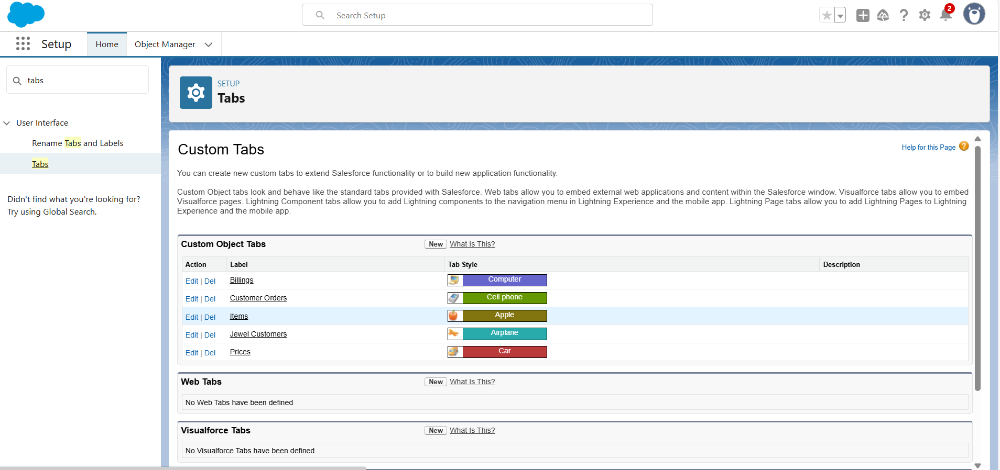 Search Setup
2
Setup
Home
Object Manager
tabs
User Interface
Rename Tabs and Labels
Tabs
Didn't find what you're looking for?
Try using Global Search.
SETUP
Tabs
Custom Tabs
Help for this Page ?
You can create new custom tabs to extend Salesforce functionality or to build new application functionality.
Custom Object tabs look and behave like the standard tabs provided with Salesforce. Web tabs allow you to embed external web applications and content within the Salesforce window. Visualforce tabs allow you to embed
Visualforce pages. Lightning Component tabs allow you to add Lightning components to the navigation menu in Lightning Experience and the mobile app. Lightning Page tabs allow you to add Lightning Pages to Lightning
Experience and the mobile app.
Custom Object Tabs New What Is This?
Action Label Tab Style Description
Edit | Del Billings Computer
Edit | Del Customer Orders Cell phone
Edit | Del Items Apple
Edit | Del Jewel Customers Airplane
Edit | Del Prices Car
Web Tabs New What Is This?
No Web Tabs have been defined
Visualforce Tabs New What Is This?
No Visualforce Tabs have been defined